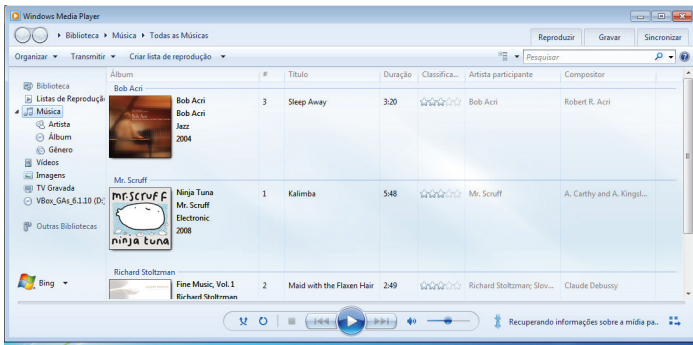 Windows Media Player
Biblioteca ▸ Música ▸ Todas as Músicas
Reproduzir Gravar Sincronizar
Organizar Transmitir Criar lista de reprodução Pesquisar
Álbum # Título Duração Classifica... Artista participante Compositor
Biblioteca
Listas de Reproduçã
Música
Artista
Álbum
Gênero
Vídeos
Imagens
TV Gravada
VBox_GAs_6.1.10 (D:)
Outras Bibliotecas
Bing
Bob Acri
Bob Acri 3 Sleep Away 3:20 Bob Acri Robert R. Acri
Bob Acri
Jazz
2004
Mr. Scruff
mr.scruff
ninja tuna
Ninja Tuna 1 Kalimba 5:48 Mr. Scruff A. Carthy and A. Kingsl...
Mr. Scruff
Electronic
2008
Richard Stoltzman
Fine Music, Vol. 1 2 Maid with the Flaxen Hair 2:49 Richard Stoltzman; Slov... Claude Debussy
Richard Stoltzman
Recuperando informações sobre a mídia pa..